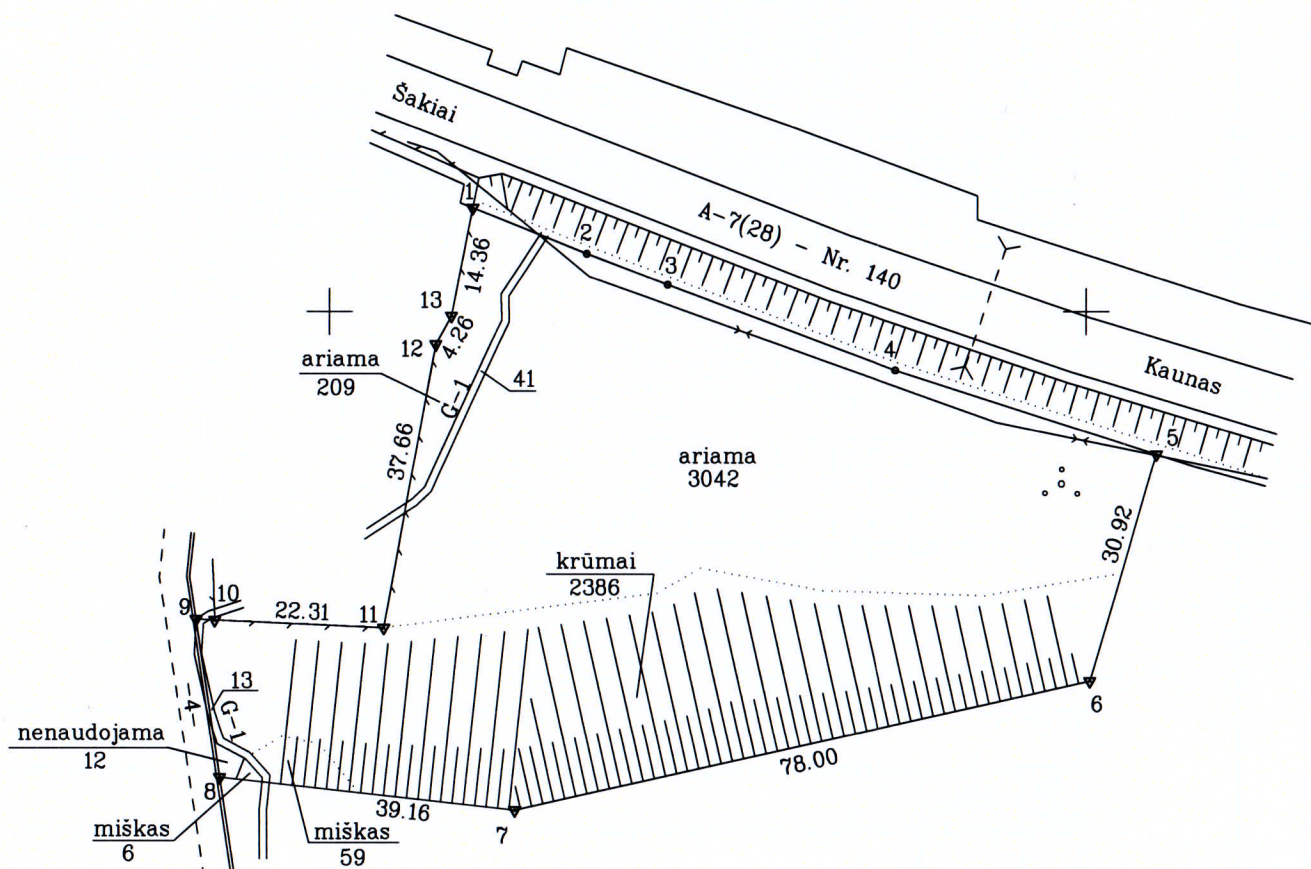 Šakiai
A-7(28) - Nr. 140
Kaunas
1
2
3
4
5
14.36
13
4.26
12
ariama
209
G-1
41
37.66
ariama
3042
30.92
krūmai
2386
9
10
22.31
11
13
4
G-1
nenaudojama
12
8
6
78.00
39.16
7
miškas
6
miškas
59